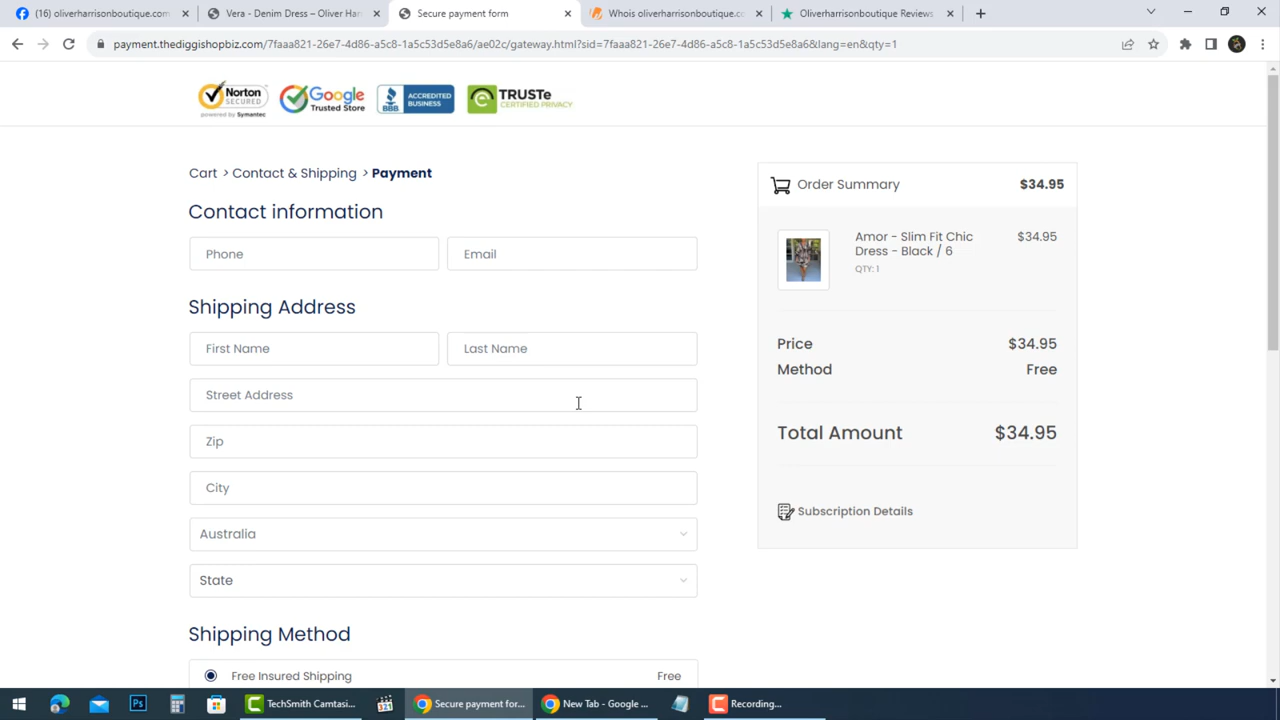 (16) oliverharrisonboutique.com
Vera - Denim Dress – Oliver Har
Secure payment form
Whois oliverharrisonboutique.co
Oliverharrisonboutique Reviews
payment.thediggishopbiz.com/7faaa821-26e7-4d86-a5c8-1a5c53d5e8a6/ae02c/gateway.html?sid=7faaa821-26e7-4d86-a5c8-1a5c53d5e8a6&lang=en&qty=1
Norton
SECURED
powered by Symantec
Google
Trusted Store
BBB
ACCREDITED
BUSINESS
TRUSTe
CERTIFIED PRIVACY
Cart > Contact & Shipping > Payment
Contact information
Phone
Email
Shipping Address
First Name
Last Name
Street Address
Zip
City
Australia
State
Shipping Method
Free Insured Shipping
Free
Order Summary
$34.95
Amor - Slim Fit Chic
Dress - Black / 6
$34.95
QTY: 1
Price
$34.95
Method
Free
Total Amount
$34.95
Subscription Details
TechSmith Camtasi...
Secure payment for...
New Tab - Google ...
Recording...